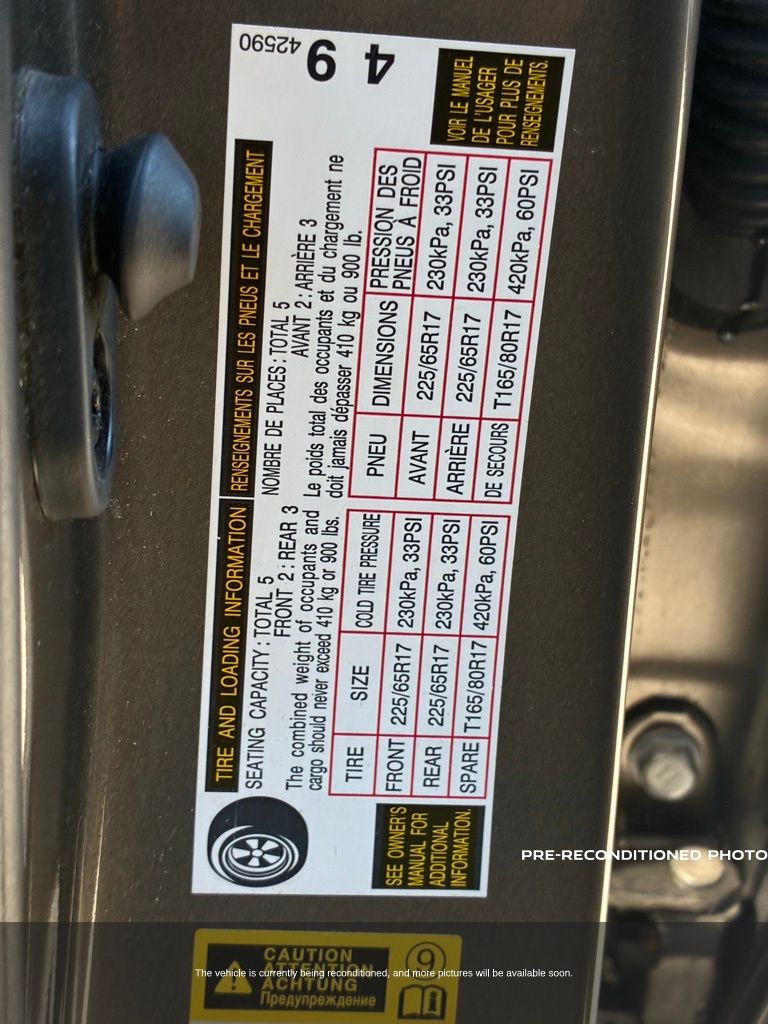 TIRE AND LOADING INFORMATION
SEATING CAPACITY : TOTAL 5
FRONT 2 : REAR 3
The combined weight of occupants and
cargo should never exceed 410 kg or 900 lbs.
TIRE SIZE COLD TIRE PRESSURE
FRONT 225/65R17 230kPa, 33PSI
REAR 225/65R17 230kPa, 33PSI
SPARE T165/80R17 420kPa, 60PSI
SEE OWNER'S
MANUAL FOR
ADDITIONAL
INFORMATION.
RENSEIGNEMENTS SUR LES PNEUS ET LE CHARGEMENT
NOMBRE DE PLACES : TOTAL 5
AVANT 2 : ARRIÈRE 3
Le poids total des occupants et du chargement ne
doit jamais dépasser 410 kg ou 900 lb.
PNEU DIMENSIONS PRESSION DES
PNEUS À FROID
AVANT 225/65R17 230kPa, 33PSI
ARRIÈRE 225/65R17 230kPa, 33PSI
DE SECOURS T165/80R17 420kPa, 60PSI
VOIR LE MANUEL
DE L'USAGER
POUR PLUS DE
RENSEIGNEMENTS.
42590
4 9
PRE-RECONDITIONED PHOTO
CAUTION
ATTENTION
ACHTUNG
Предупреждение
9
The vehicle is currently being reconditioned, and more pictures will be available soon.